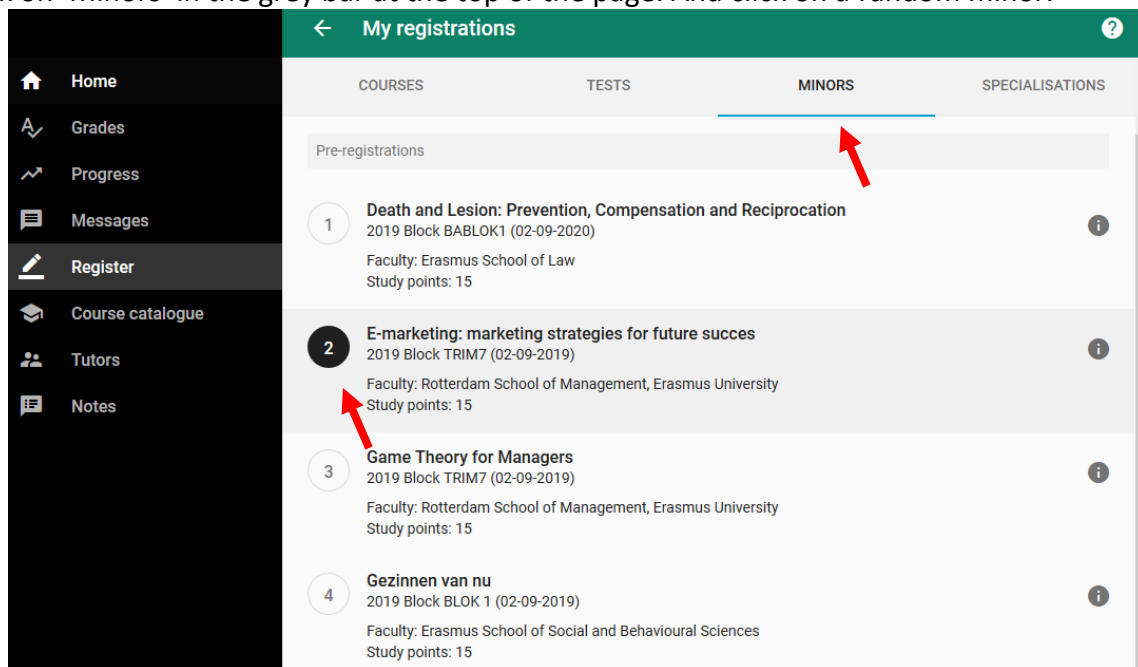 My registrations
Home
Grades
Progress
Messages
Register
Course catalogue
Tutors
Notes
COURSES TESTS MINORS SPECIALISATIONS
Pre-registrations
1
Death and Lesion: Prevention, Compensation and Reciprocation
2019 Block BABLOK1 (02-09-2020)
Faculty: Erasmus School of Law
Study points: 15
2
E-marketing: marketing strategies for future succes
2019 Block TRIM7 (02-09-2019)
Faculty: Rotterdam School of Management, Erasmus University
Study points: 15
3
Game Theory for Managers
2019 Block TRIM7 (02-09-2019)
Faculty: Rotterdam School of Management, Erasmus University
Study points: 15
4
Gezinnen van nu
2019 Block BLOK 1 (02-09-2019)
Faculty: Erasmus School of Social and Behavioural Sciences
Study points: 15